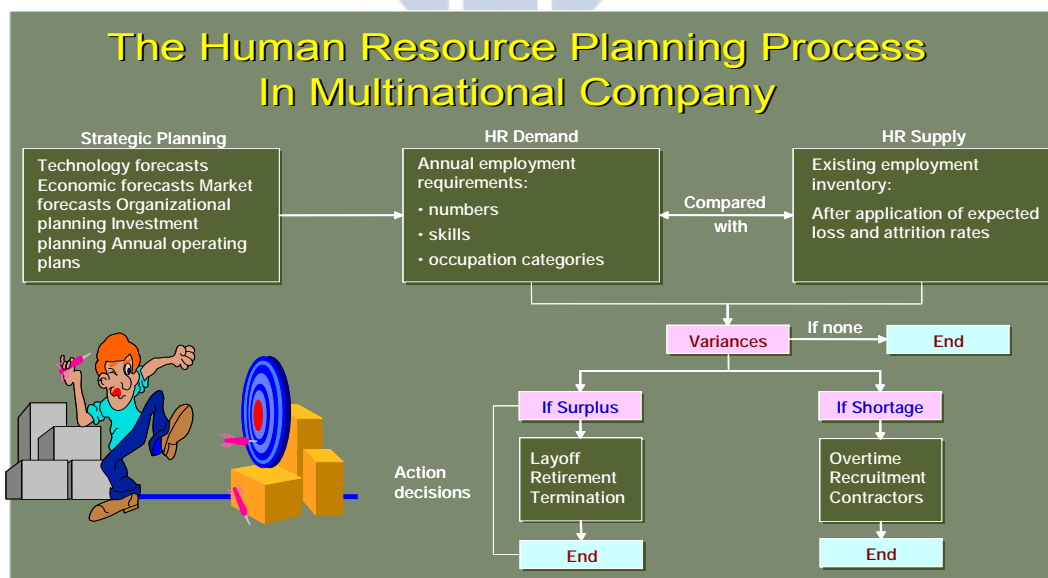 The Human Resource Planning Process
In Multinational Company
Strategic Planning
Technology forecasts
Economic forecasts Market
forecasts Organizational
planning Investment
planning Annual operating
plans
HR Demand
Annual employment
requirements:
• numbers
• skills
• occupation categories
Compared
with
HR Supply
Existing employment
inventory:
After application of expected
loss and attrition rates
Variances
If none
End
If Surplus
If Shortage
Action
decisions
Layoff
Retirement
Termination
Overtime
Recruitment
Contractors
End
End